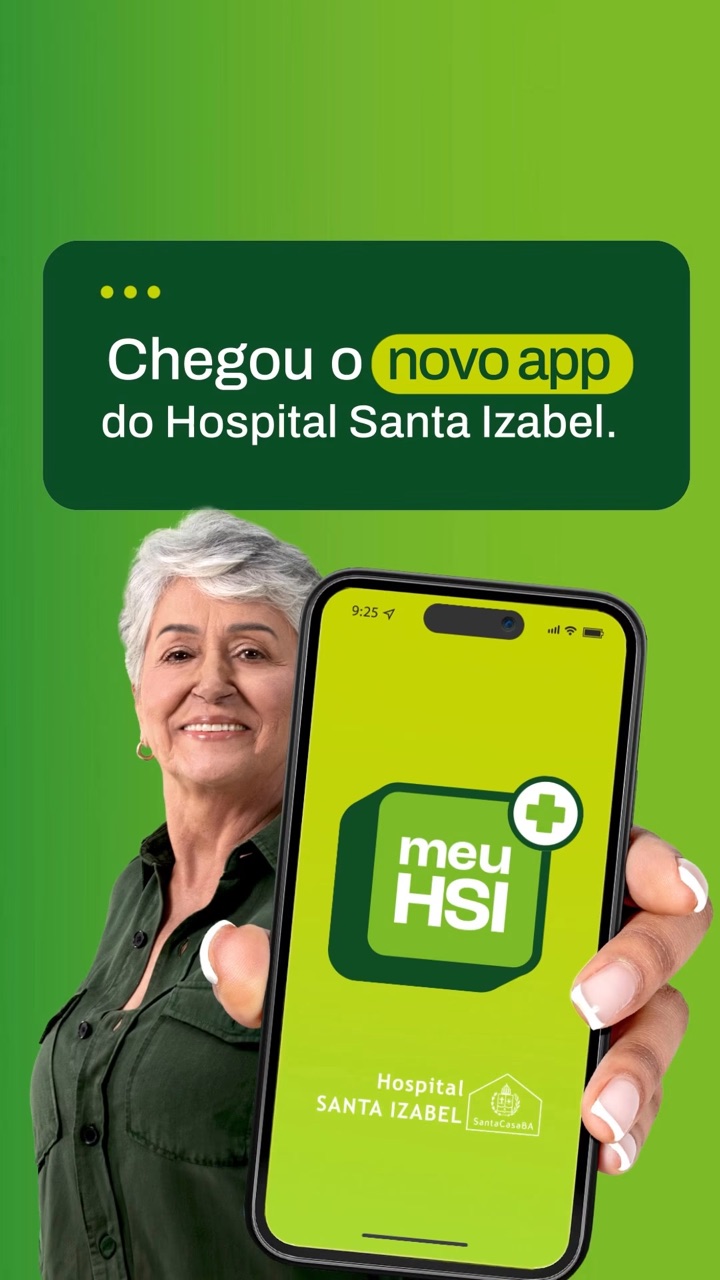 Chegou o novo app
do Hospital Santa Izabel.
9:25
meu
HSI
Hospital
SANTA IZABEL
SantaCasaBA